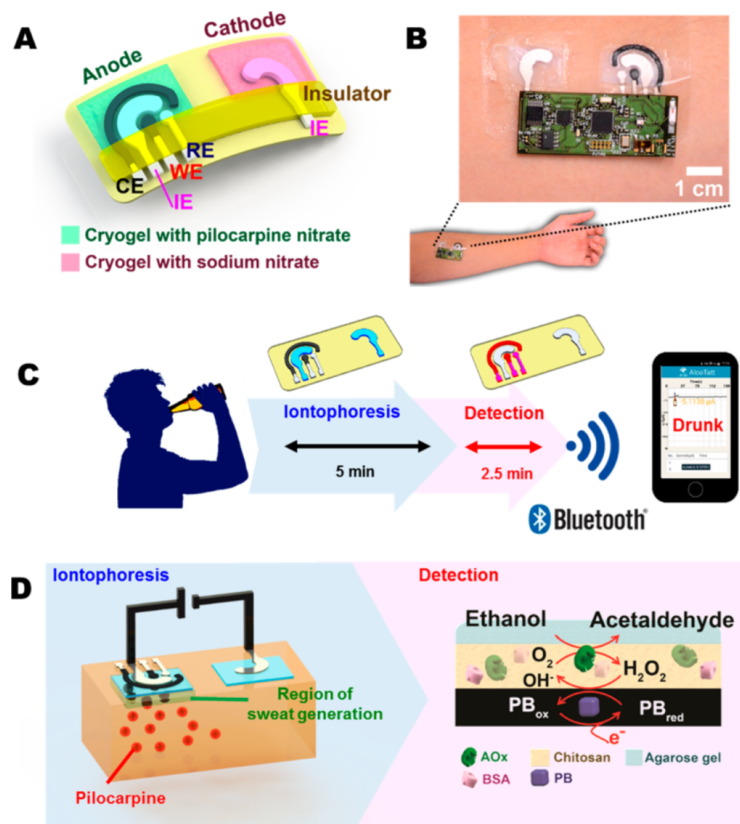 A
Cathode
Anode
Insulator
IE
RE
WE
CE
IE
Cryogel with pilocarpine nitrate
Cryogel with sodium nitrate
B
1 cm
C
Iontophoresis
5 min
Detection
2.5 min
Bluetooth®
AlcoTatt
Drunk
D
Iontophoresis
Region of
sweat generation
Pilocarpine
Detection
Ethanol Acetaldehyde
O2
H2O2
OH-
PBox PBred
e-
AOx Chitosan Agarose gel
BSA PB